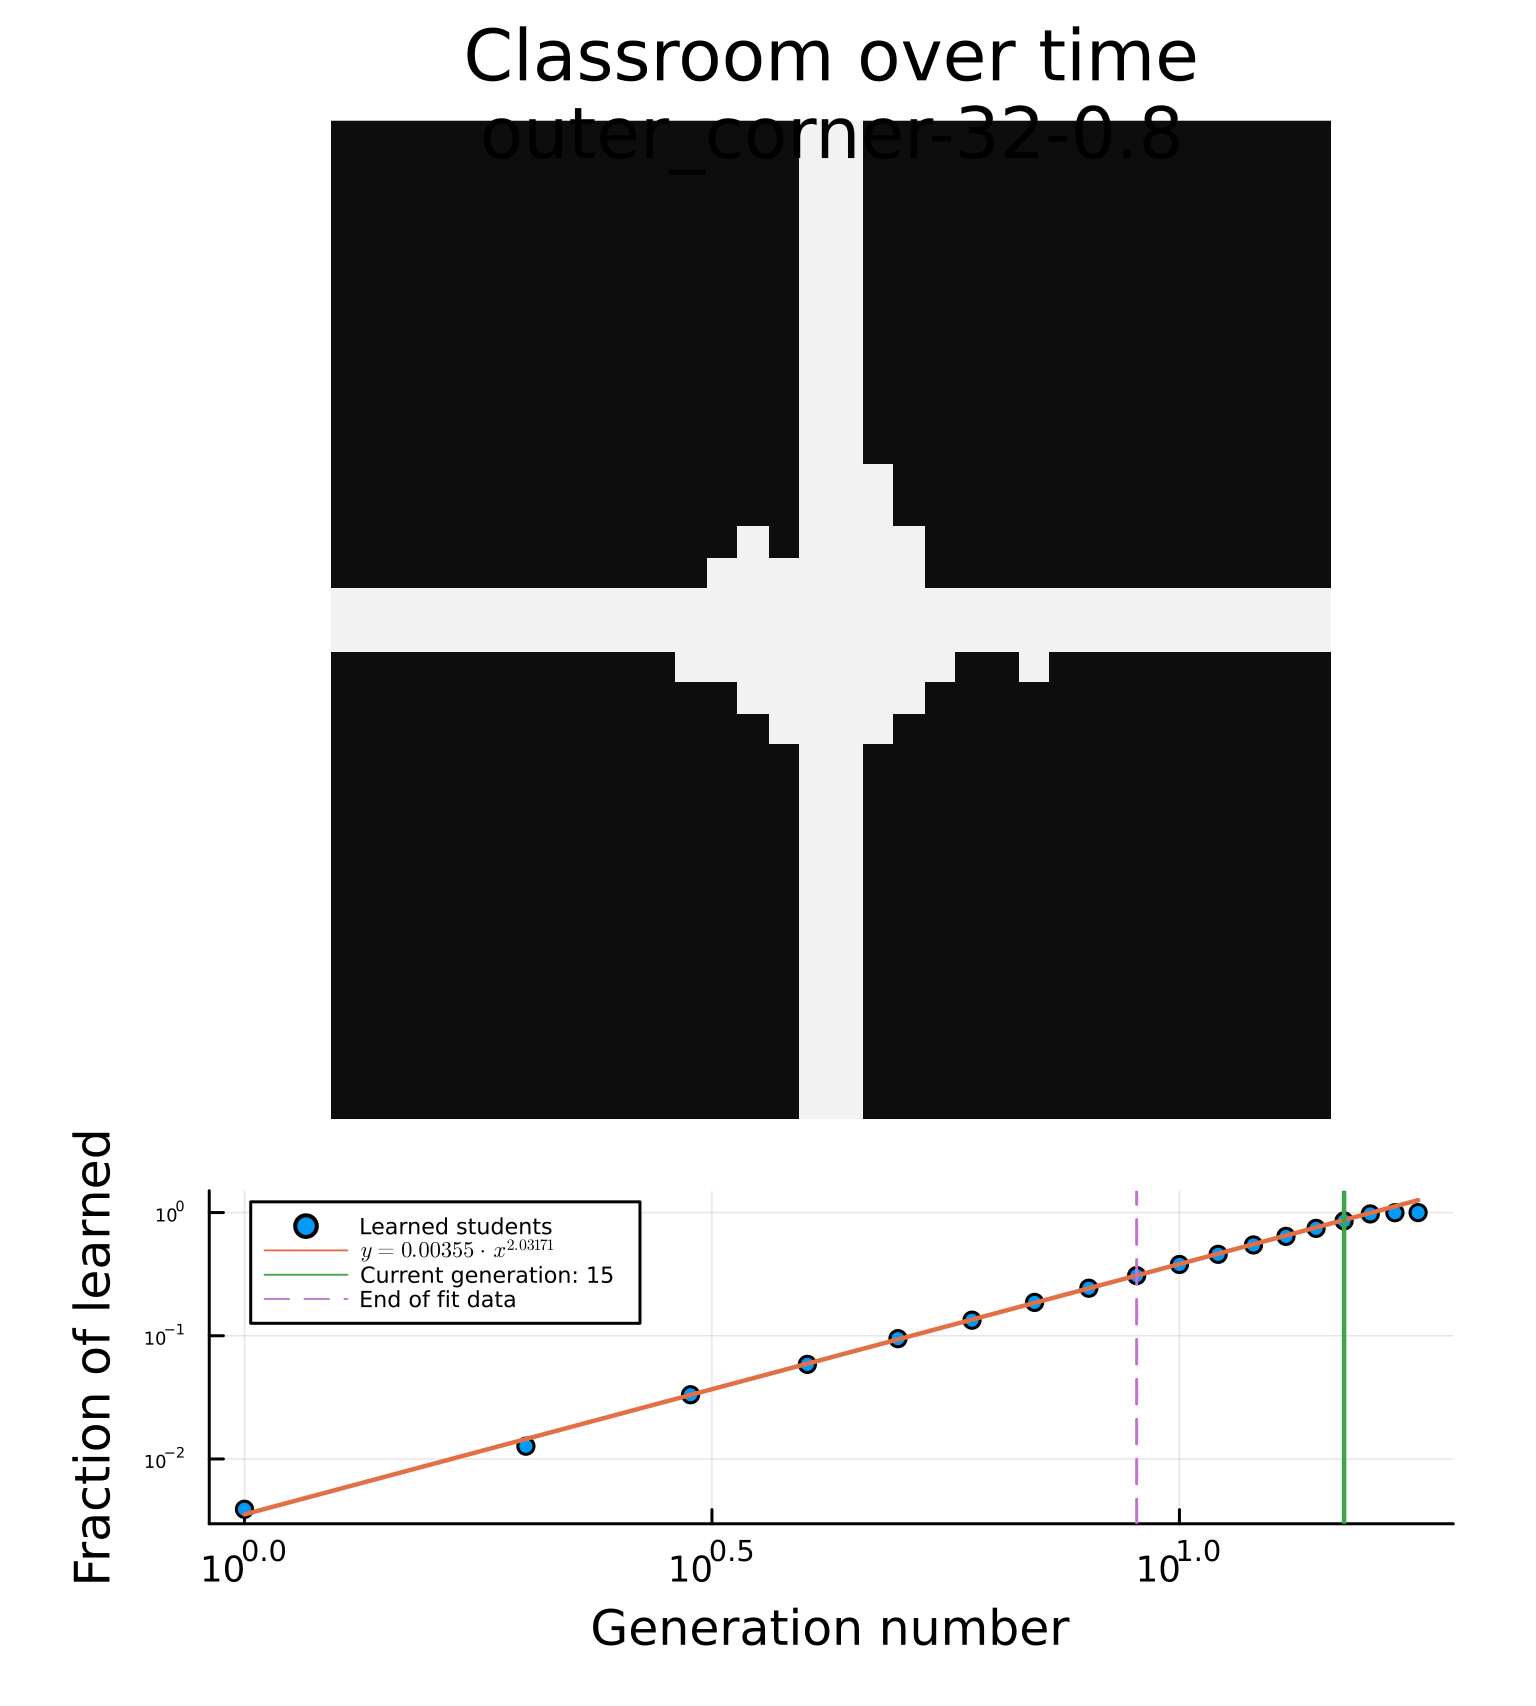 Classroom over time
outer_corner-32-0.8
Fraction of learned
10^0
10^−1
10^−2
Learned students
y = 0.00355 · x^2.03171
Current generation: 15
End of fit data
10^0.0
10^0.5
10^1.0
Generation number